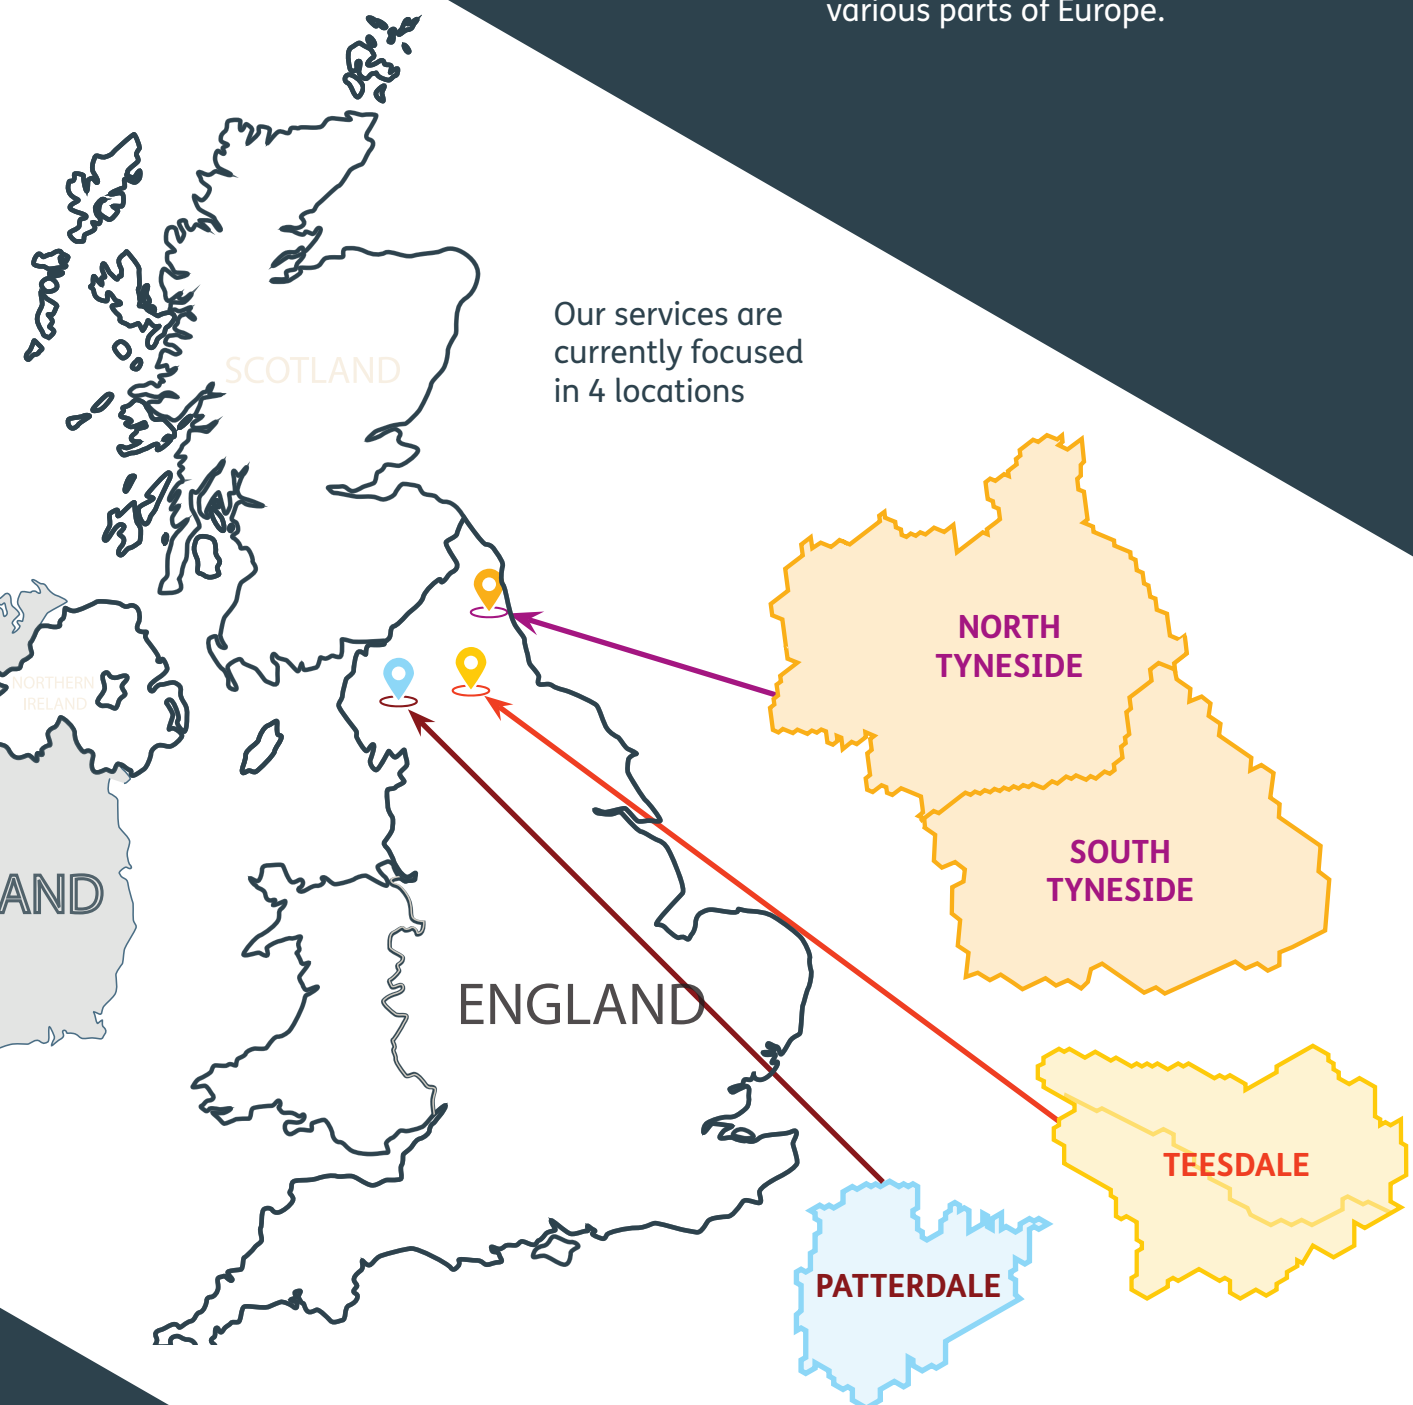 various parts of Europe.
Our services are
currently focused
in 4 locations
SCOTLAND
NORTH
TYNESIDE
NORTHERN
IRELAND
SOUTH
TYNESIDE
AND
ENGLAND
TEESDALE
PATTERDALE